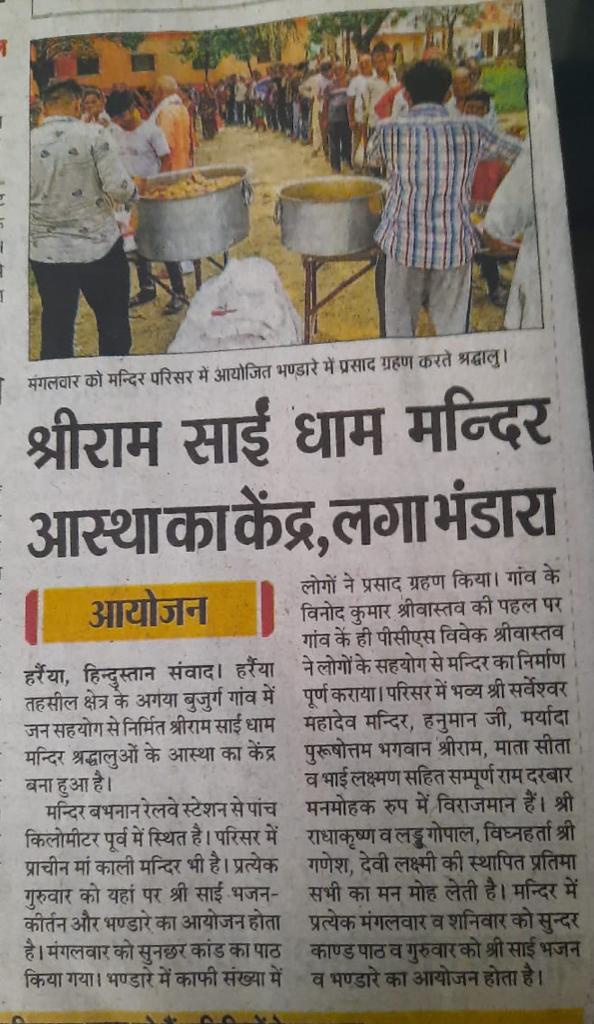 मंगलवार को मन्दिर परिसर में आयोजित भण्डारे में प्रसाद ग्रहण करते श्रद्धालु।
श्रीराम साईं धाम मन्दिर
आस्था का केंद्र, लगा भंडारा
आयोजन
हर्रैया, हिन्दुस्तान संवाद। हर्रैया
तहसील क्षेत्र के अगया बुजुर्ग गांव में
जन सहयोग से निर्मित श्रीराम साई धाम
मन्दिर श्रद्धालुओं के आस्था का केंद्र
बना हुआ है।
मन्दिर बभनान रेलवे स्टेशन से पांच
किलोमीटर पूर्व में स्थित है। परिसर में
प्राचीन मां काली मन्दिर भी है। प्रत्येक
गुरुवार को यहां पर श्री साई भजन-
कीर्तन और भण्डारे का आयोजन होता
है। मंगलवार को सुनछर कांड का पाठ
किया गया। भण्डारे में काफी संख्या में
लोगों ने प्रसाद ग्रहण किया। गांव के
विनोद कुमार श्रीवास्तव की पहल पर
गांव के ही पीसीएस विवेक श्रीवास्तव
ने लोगों के सहयोग से मन्दिर का निर्माण
पूर्ण कराया। परिसर में भव्य श्री सर्वेश्वर
महादेव मन्दिर, हनुमान जी, मर्यादा
पुरूषोत्तम भगवान श्रीराम, माता सीता
व भाई लक्ष्मण सहित सम्पूर्ण राम दरबार
मनमोहक रुप में विराजमान हैं। श्री
राधाकृष्ण व लड्डू गोपाल, विघ्नहर्ता श्री
गणेश, देवी लक्ष्मी की स्थापित प्रतिमा
सभी का मन मोह लेती है। मन्दिर में
प्रत्येक मंगलवार व शनिवार को सुन्दर
काण्ड पाठ व गुरुवार को श्री साई भजन
व भण्डारे का आयोजन होता है।